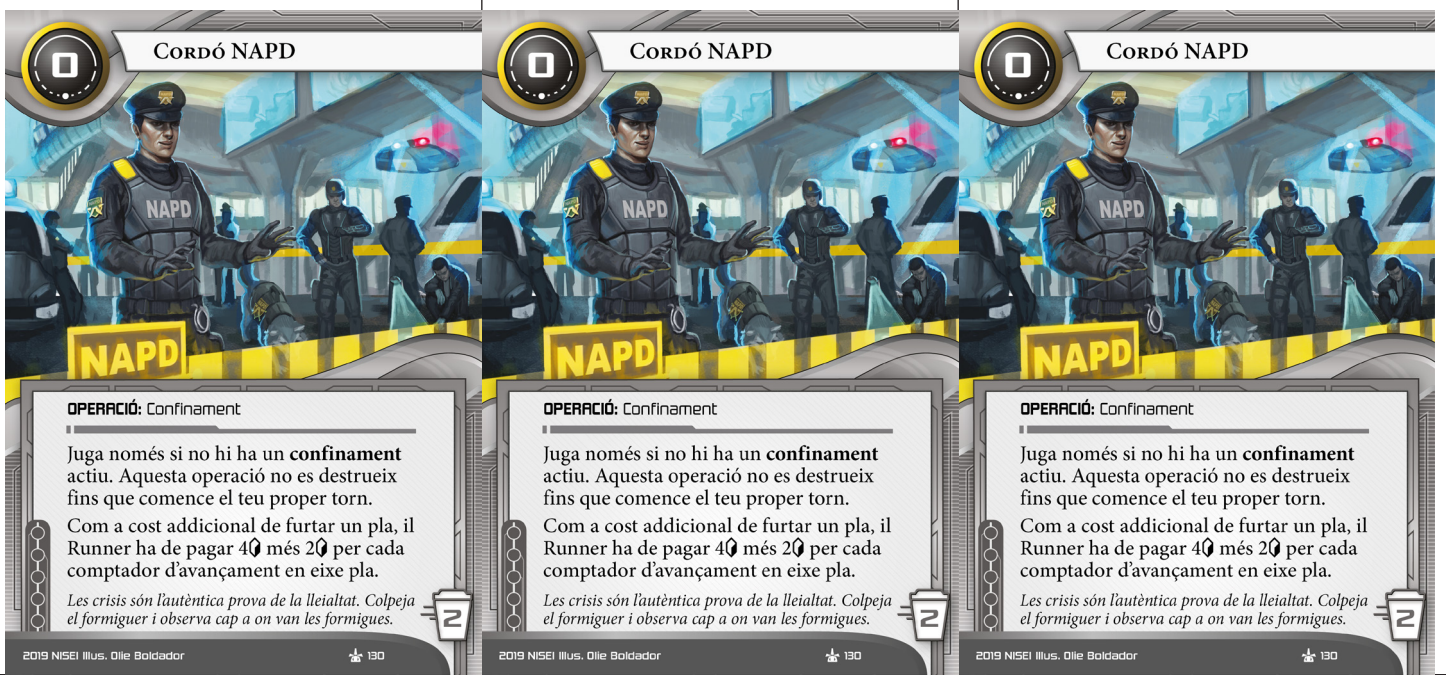 0
Cordó NAPD
NAPD
NAPD
OPERACIÓ: Confinament
Juga només si no hi ha un confinament
actiu. Aquesta operació no es destrueix
fins que comence el teu proper torn.
Com a cost addicional de furtar un pla, il
Runner ha de pagar 4 més 2 per cada
comptador d'avançament en eixe pla.
Les crisis són l'autèntica prova de la lleialtat. Colpeja
el formiguer i observa cap a on van les formigues.
2
2019 NISEI Illus. Olie Boldador
130
0
Cordó NAPD
NAPD
NAPD
OPERACIÓ: Confinament
Juga només si no hi ha un confinament
actiu. Aquesta operació no es destrueix
fins que comence el teu proper torn.
Com a cost addicional de furtar un pla, il
Runner ha de pagar 4 més 2 per cada
comptador d'avançament en eixe pla.
Les crisis són l'autèntica prova de la lleialtat. Colpeja
el formiguer i observa cap a on van les formigues.
2
2019 NISEI Illus. Olie Boldador
130
0
Cordó NAPD
NAPD
NAPD
OPERACIÓ: Confinament
Juga només si no hi ha un confinament
actiu. Aquesta operació no es destrueix
fins que comence el teu proper torn.
Com a cost addicional de furtar un pla, il
Runner ha de pagar 4 més 2 per cada
comptador d'avançament en eixe pla.
Les crisis són l'autèntica prova de la lleialtat. Colpeja
el formiguer i observa cap a on van les formigues.
2
2019 NISEI Illus. Olie Boldador
130